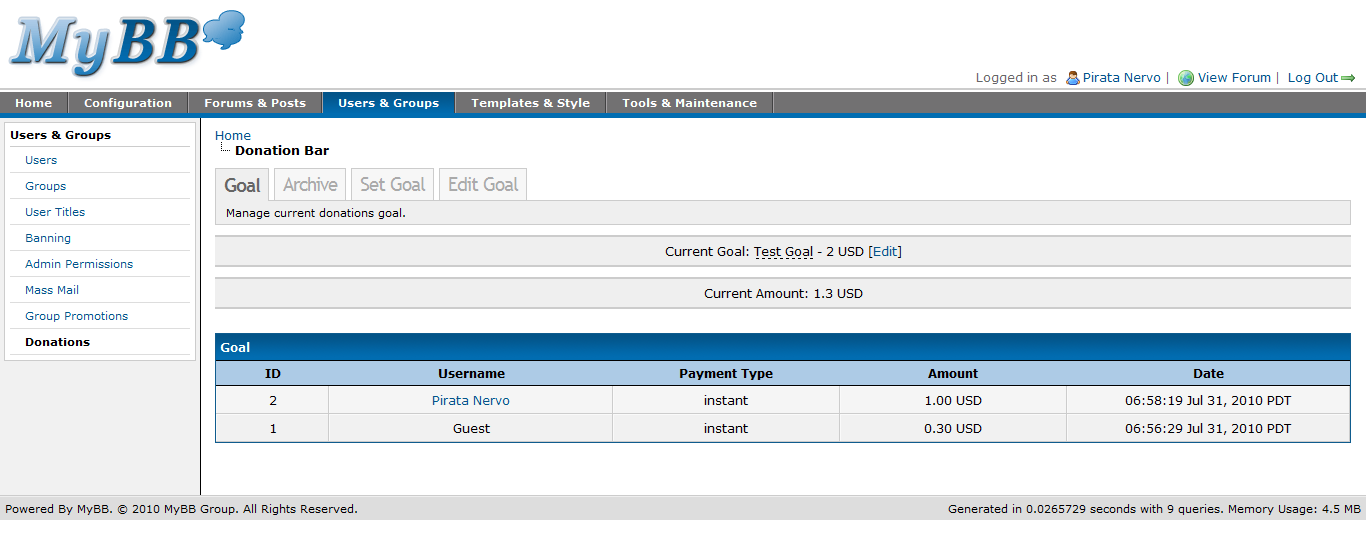 MyBB
Logged in as Pirata Nervo | View Forum | Log Out
Home Configuration Forums & Posts Users & Groups Templates & Style Tools & Maintenance
Users & Groups
Users
Groups
User Titles
Banning
Admin Permissions
Mass Mail
Group Promotions
Donations
Home
Donation Bar
Goal Archive Set Goal Edit Goal
Manage current donations goal.
Current Goal: Test Goal - 2 USD [Edit]
Current Amount: 1.3 USD
Goal
ID Username Payment Type Amount Date
2 Pirata Nervo instant 1.00 USD 06:58:19 Jul 31, 2010 PDT
1 Guest instant 0.30 USD 06:56:29 Jul 31, 2010 PDT
Powered By MyBB. © 2010 MyBB Group. All Rights Reserved. Generated in 0.0265729 seconds with 9 queries. Memory Usage: 4.5 MB